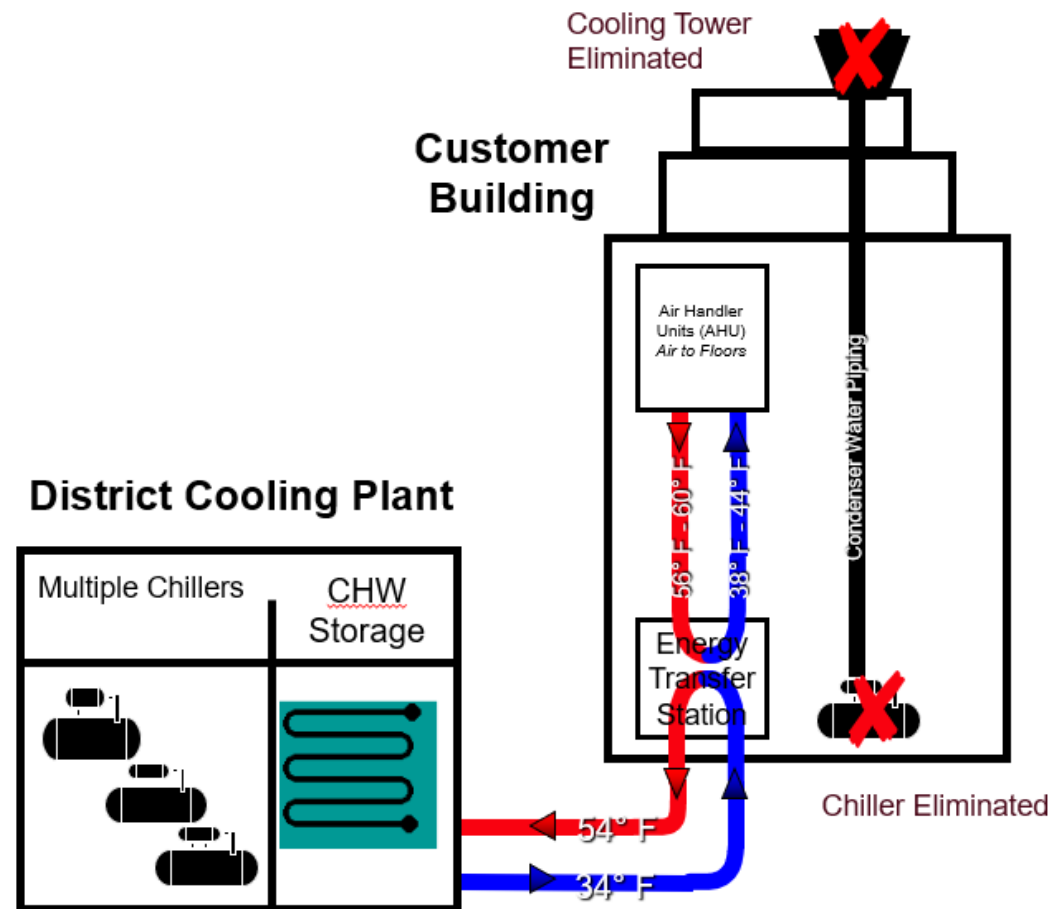 Cooling Tower
Eliminated
Customer
Building
Air Handler
Units (AHU)
Air to Floors
56° F - 60° F
38° F - 44° F
Condenser Water Piping
District Cooling Plant
Multiple Chillers
CHW
Storage
Energy
Transfer
Station
Chiller Eliminated
54° F
34° F